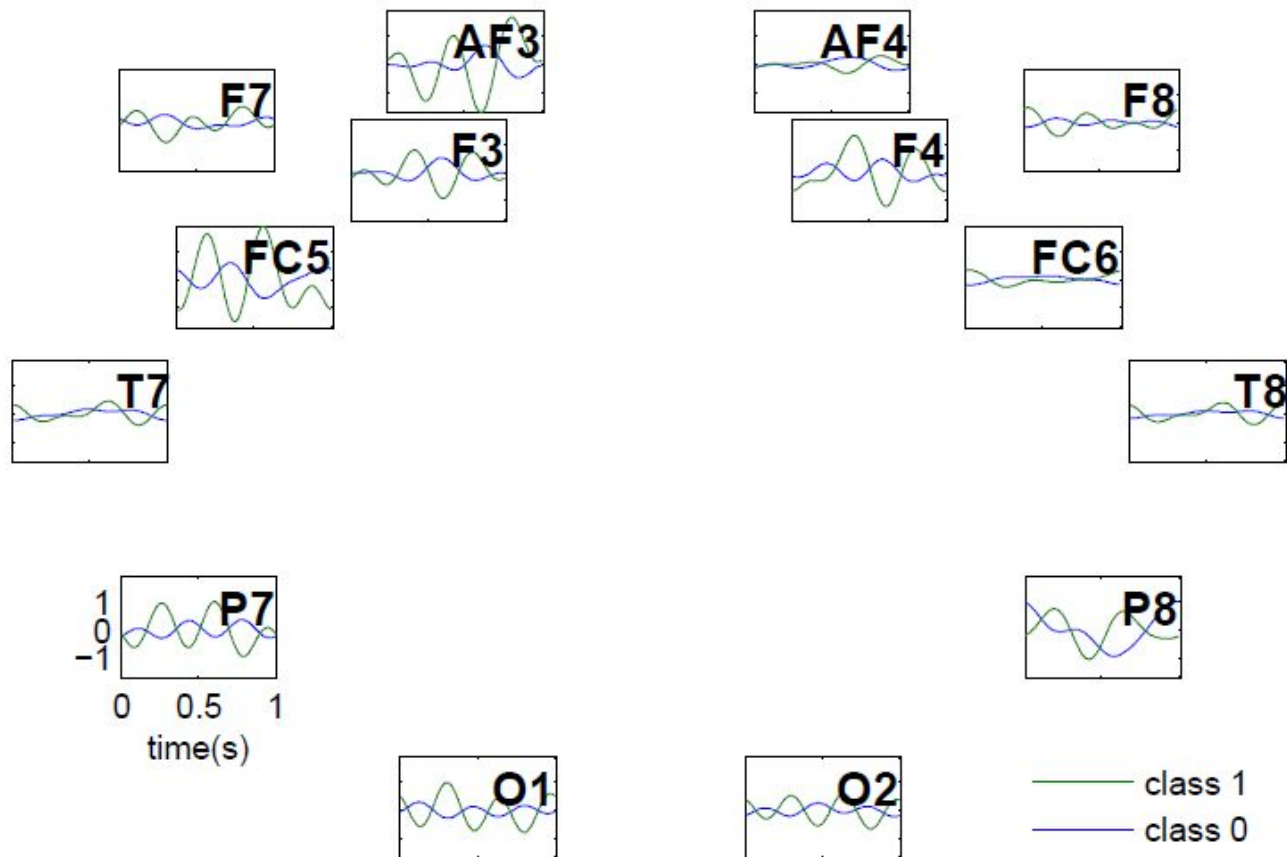 AF3
AF4
F7
F8
F3
F4
FC5
FC6
T7
T8
P7
P8
1
0
−1
0 0.5 1
time(s)
O1
O2
class 1
class 0